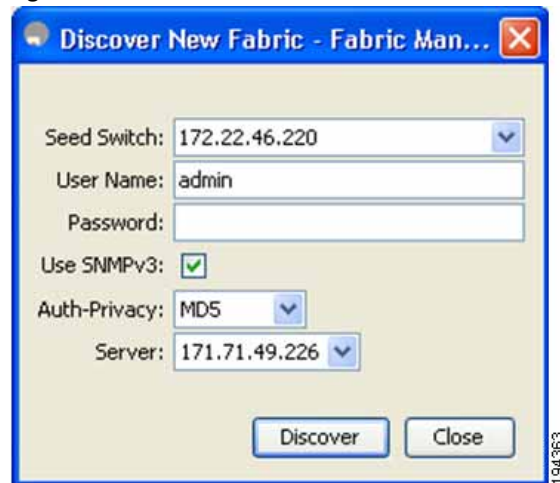 Discover New Fabric - Fabric Man...
Seed Switch: 172.22.46.220
User Name: admin
Password:
Use SNMPv3:
Auth-Privacy: MD5
Server: 171.71.49.226
Discover Close
194363